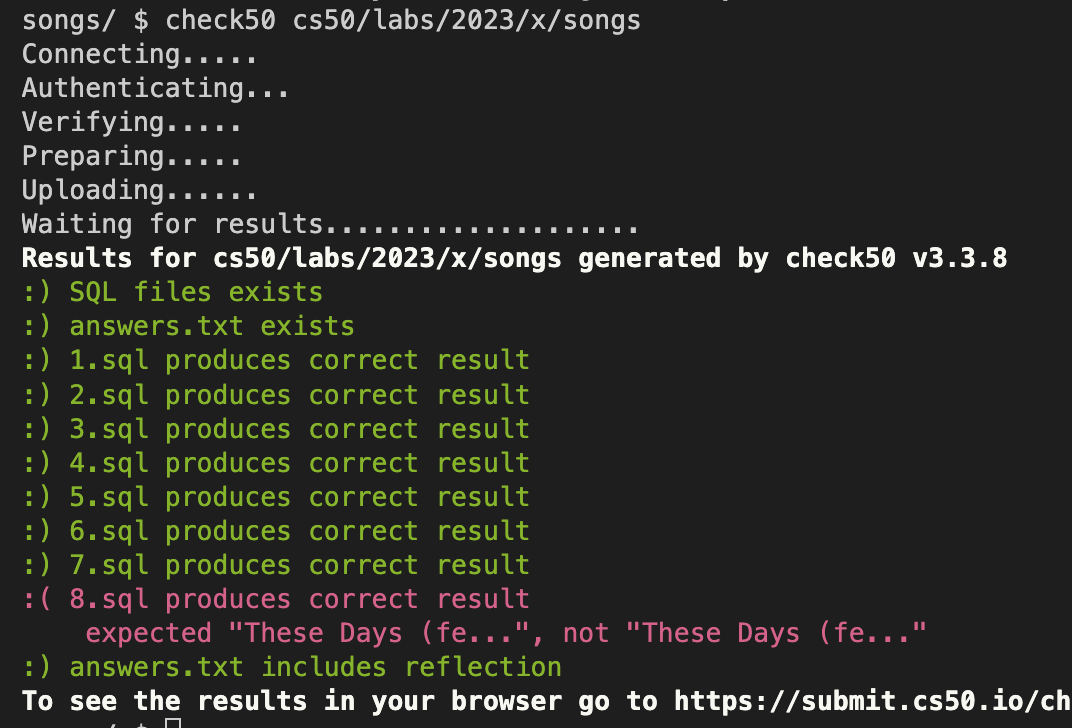 songs/ $ check50 cs50/labs/2023/x/songs
Connecting.....
Authenticating...
Verifying.....
Preparing.....
Uploading......
Waiting for results....................
Results for cs50/labs/2023/x/songs generated by check50 v3.3.8
:) SQL files exists
:) answers.txt exists
:) 1.sql produces correct result
:) 2.sql produces correct result
:) 3.sql produces correct result
:) 4.sql produces correct result
:) 5.sql produces correct result
:) 6.sql produces correct result
:) 7.sql produces correct result
:( 8.sql produces correct result
    expected "These Days (fe...", not "These Days (fe..."
:) answers.txt includes reflection
To see the results in your browser go to https://submit.cs50.io/ch